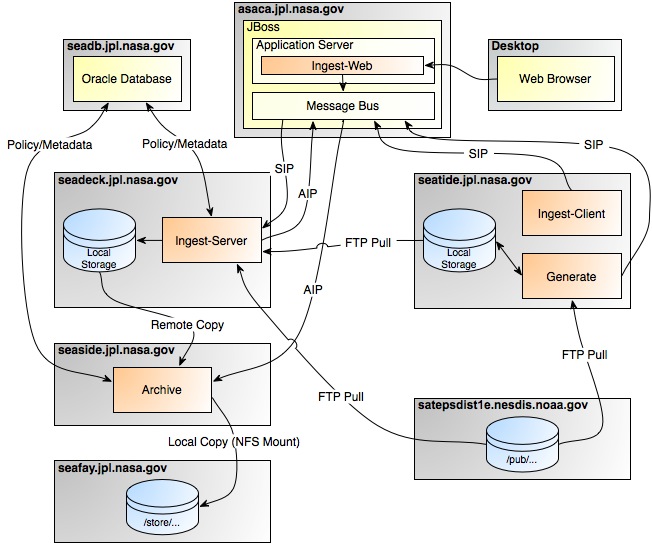 asaca.jpl.nasa.gov
JBoss
Application Server
Ingest-Web
Message Bus
seadb.jpl.nasa.gov
Oracle Database
Desktop
Web Browser
Policy/Metadata
Policy/Metadata
SIP
AIP
SIP
SIP
seadeck.jpl.nasa.gov
Local
Storage
Ingest-Server
seatide.jpl.nasa.gov
Ingest-Client
Local
Storage
Generate
FTP Pull
AIP
Remote Copy
seaside.jpl.nasa.gov
Archive
FTP Pull
FTP Pull
satepsdist1e.nesdis.noaa.gov
/pub/...
Local Copy (NFS Mount)
seafay.jpl.nasa.gov
/store/...